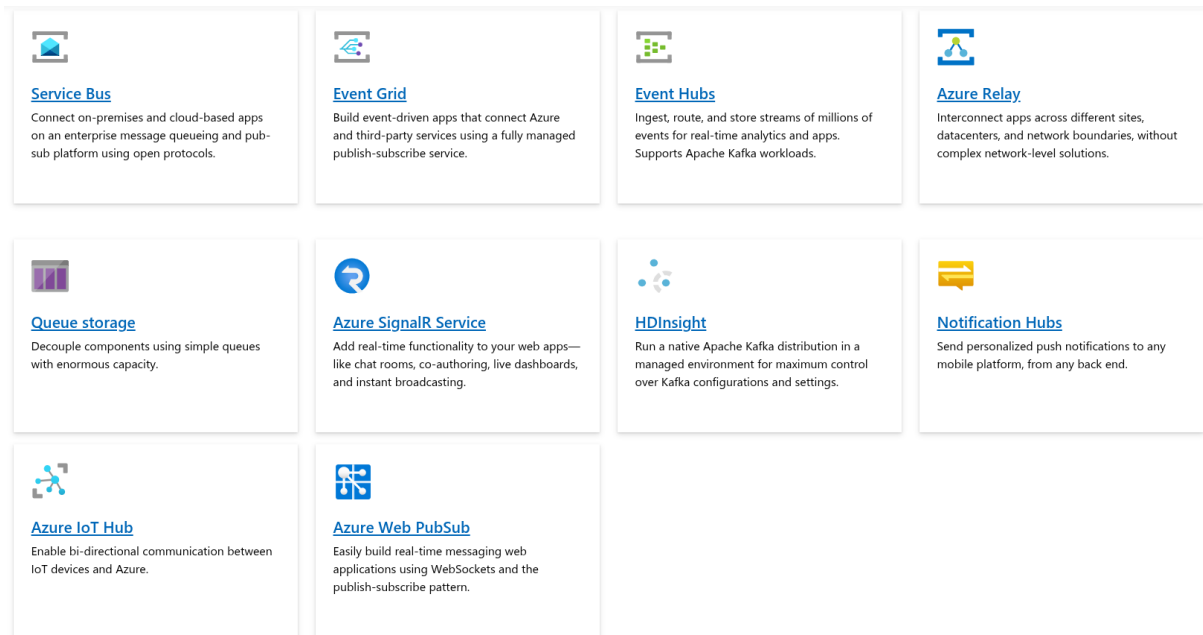 Service Bus
Connect on-premises and cloud-based apps
on an enterprise message queueing and pub-
sub platform using open protocols.
Event Grid
Build event-driven apps that connect Azure
and third-party services using a fully managed
publish-subscribe service.
Event Hubs
Ingest, route, and store streams of millions of
events for real-time analytics and apps.
Supports Apache Kafka workloads.
Azure Relay
Interconnect apps across different sites,
datacenters, and network boundaries, without
complex network-level solutions.
Queue storage
Decouple components using simple queues
with enormous capacity.
Azure SignalR Service
Add real-time functionality to your web apps—
like chat rooms, co-authoring, live dashboards,
and instant broadcasting.
HDInsight
Run a native Apache Kafka distribution in a
managed environment for maximum control
over Kafka configurations and settings.
Notification Hubs
Send personalized push notifications to any
mobile platform, from any back end.
Azure IoT Hub
Enable bi-directional communication between
IoT devices and Azure.
Azure Web PubSub
Easily build real-time messaging web
applications using WebSockets and the
publish-subscribe pattern.